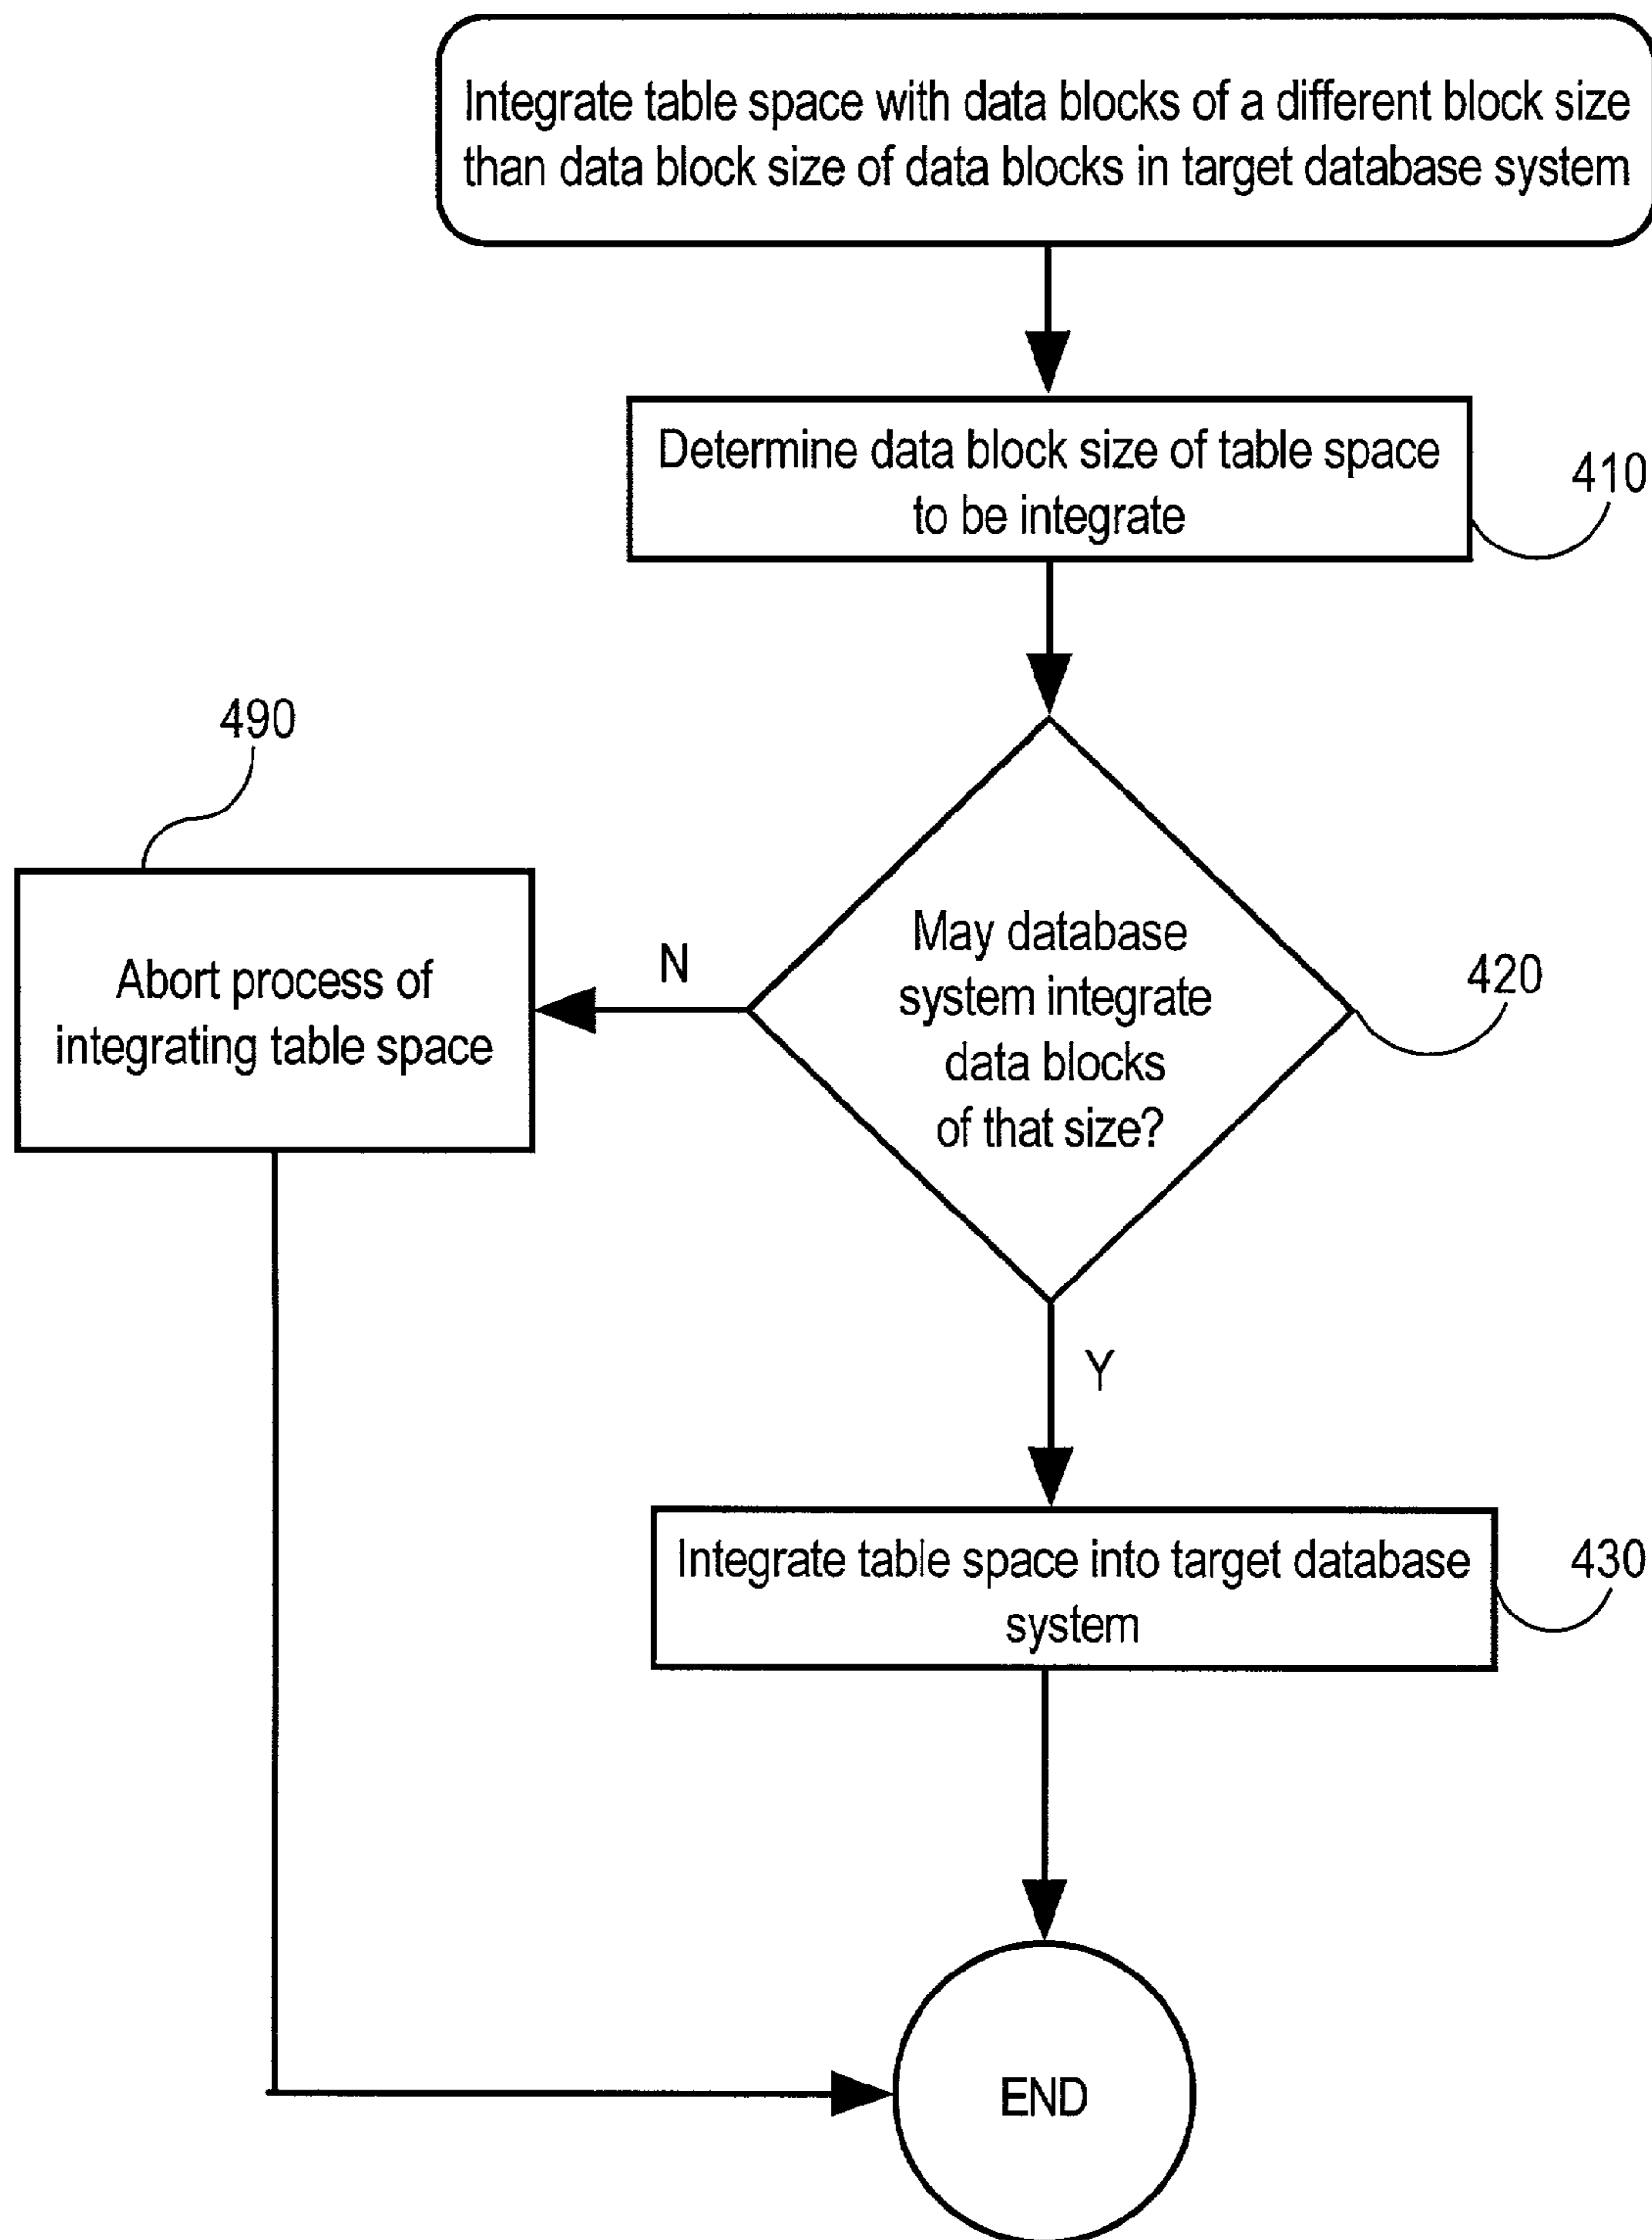 Integrate table space with data blocks of a different block size
than data block size of data blocks in target database system
Determine data block size of table space
to be integrate
410
490
May database
system integrate
data blocks
of that size?
420
N
Abort process of
integrating table space
Y
Integrate table space into target database
system
430
END